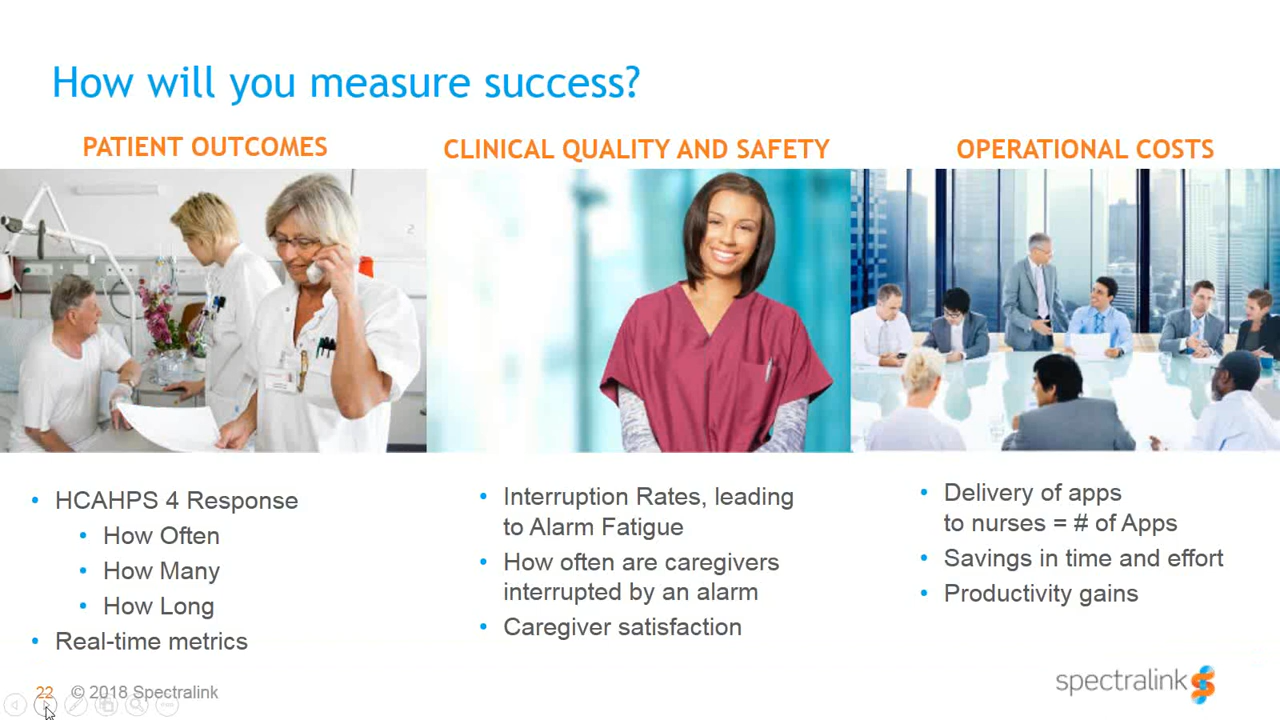 How will you measure success?
PATIENT OUTCOMES
CLINICAL QUALITY AND SAFETY
OPERATIONAL COSTS
2
• HCAHPS 4 Response
• How Often
• How Many
• How Long
• Real-time metrics
• Interruption Rates, leading
to Alarm Fatigue
• How often are caregivers
interrupted by an alarm
• Caregiver satisfaction
• Delivery of apps
to nurses = # of Apps
• Savings in time and effort
• Productivity gains
22 © 2018 Spectralink
spectralink